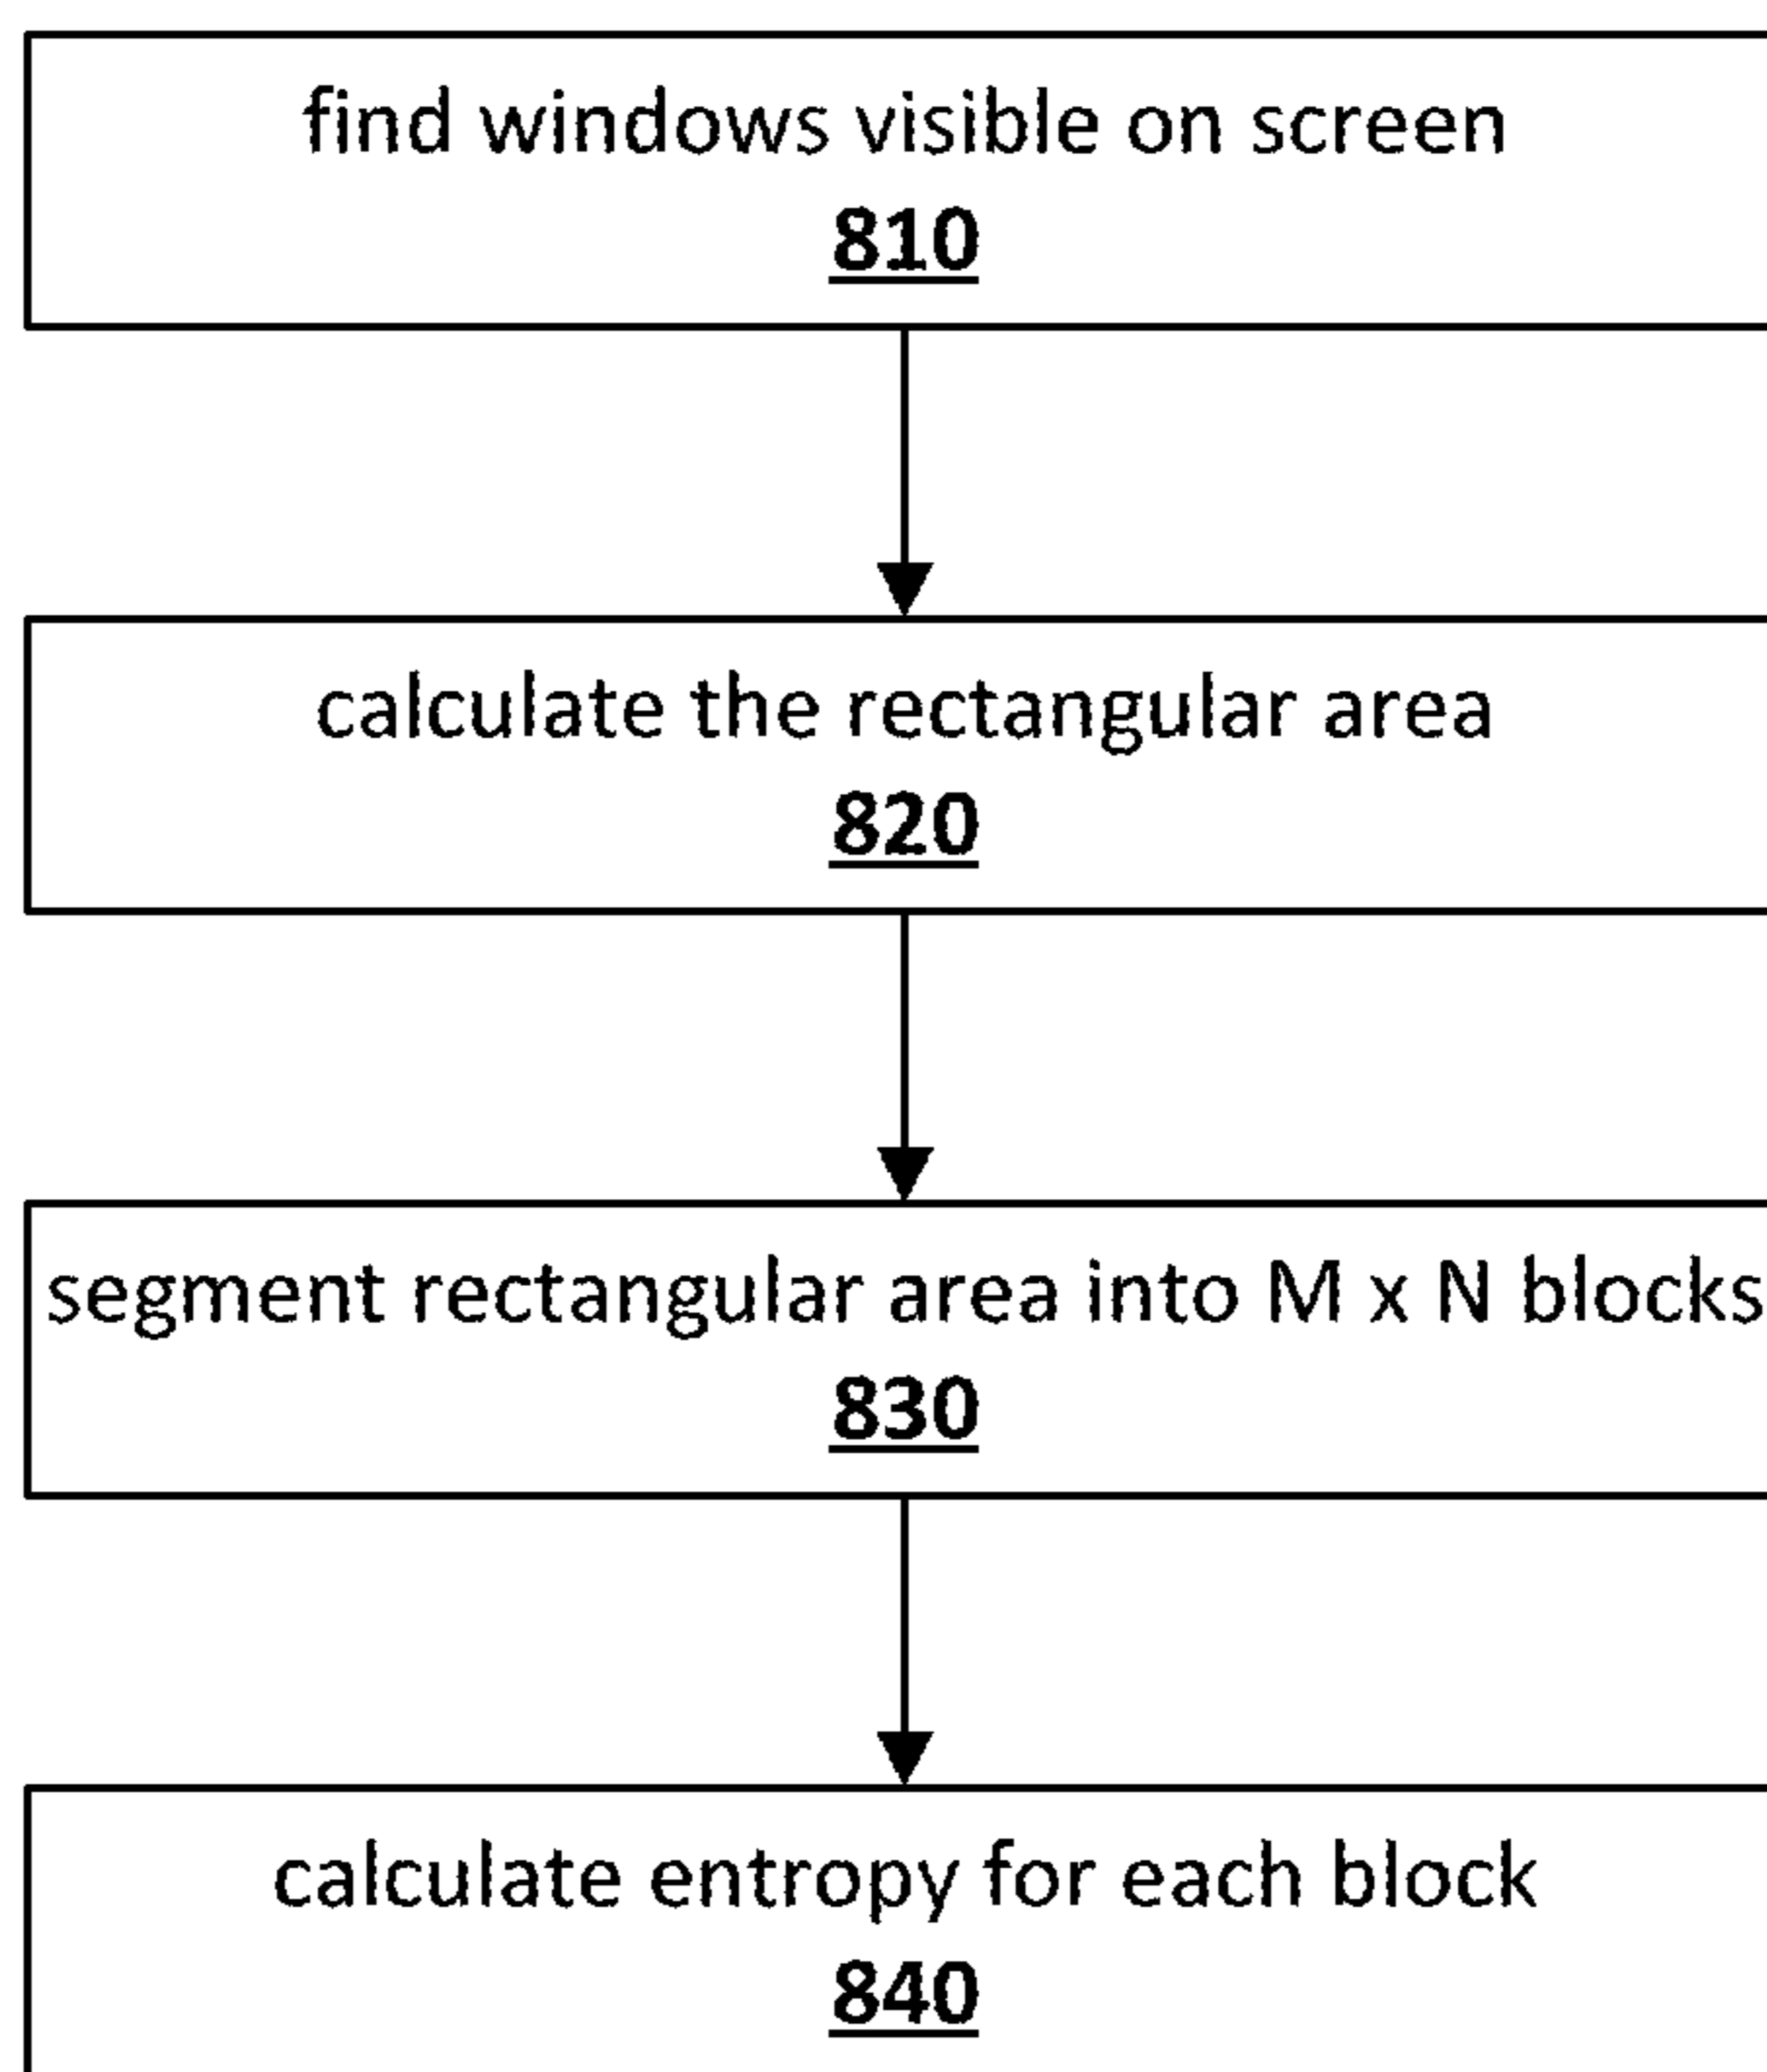 find windows visible on screen
810
calculate the rectangular area
820
segment rectangular area into M x N blocks
830
calculate entropy for each block
840